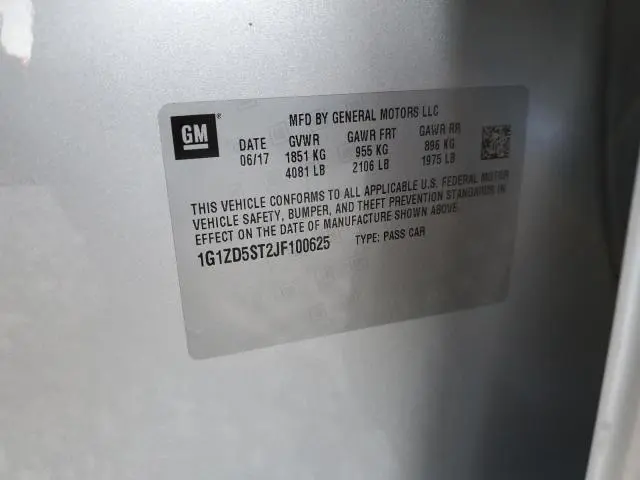 GM ®
MFD BY GENERAL MOTORS LLC
DATE GVWR GAWR FRT GAWR RR
06/17 1851 KG 955 KG 896 KG
4081 LB 2106 LB 1975 LB
THIS VEHICLE CONFORMS TO ALL APPLICABLE U.S. FEDERAL MOTOR
VEHICLE SAFETY, BUMPER, AND THEFT PREVENTION STANDARDS IN
EFFECT ON THE DATE OF MANUFACTURE SHOWN ABOVE.
1G1ZD5ST2JF100625 TYPE: PASS CAR